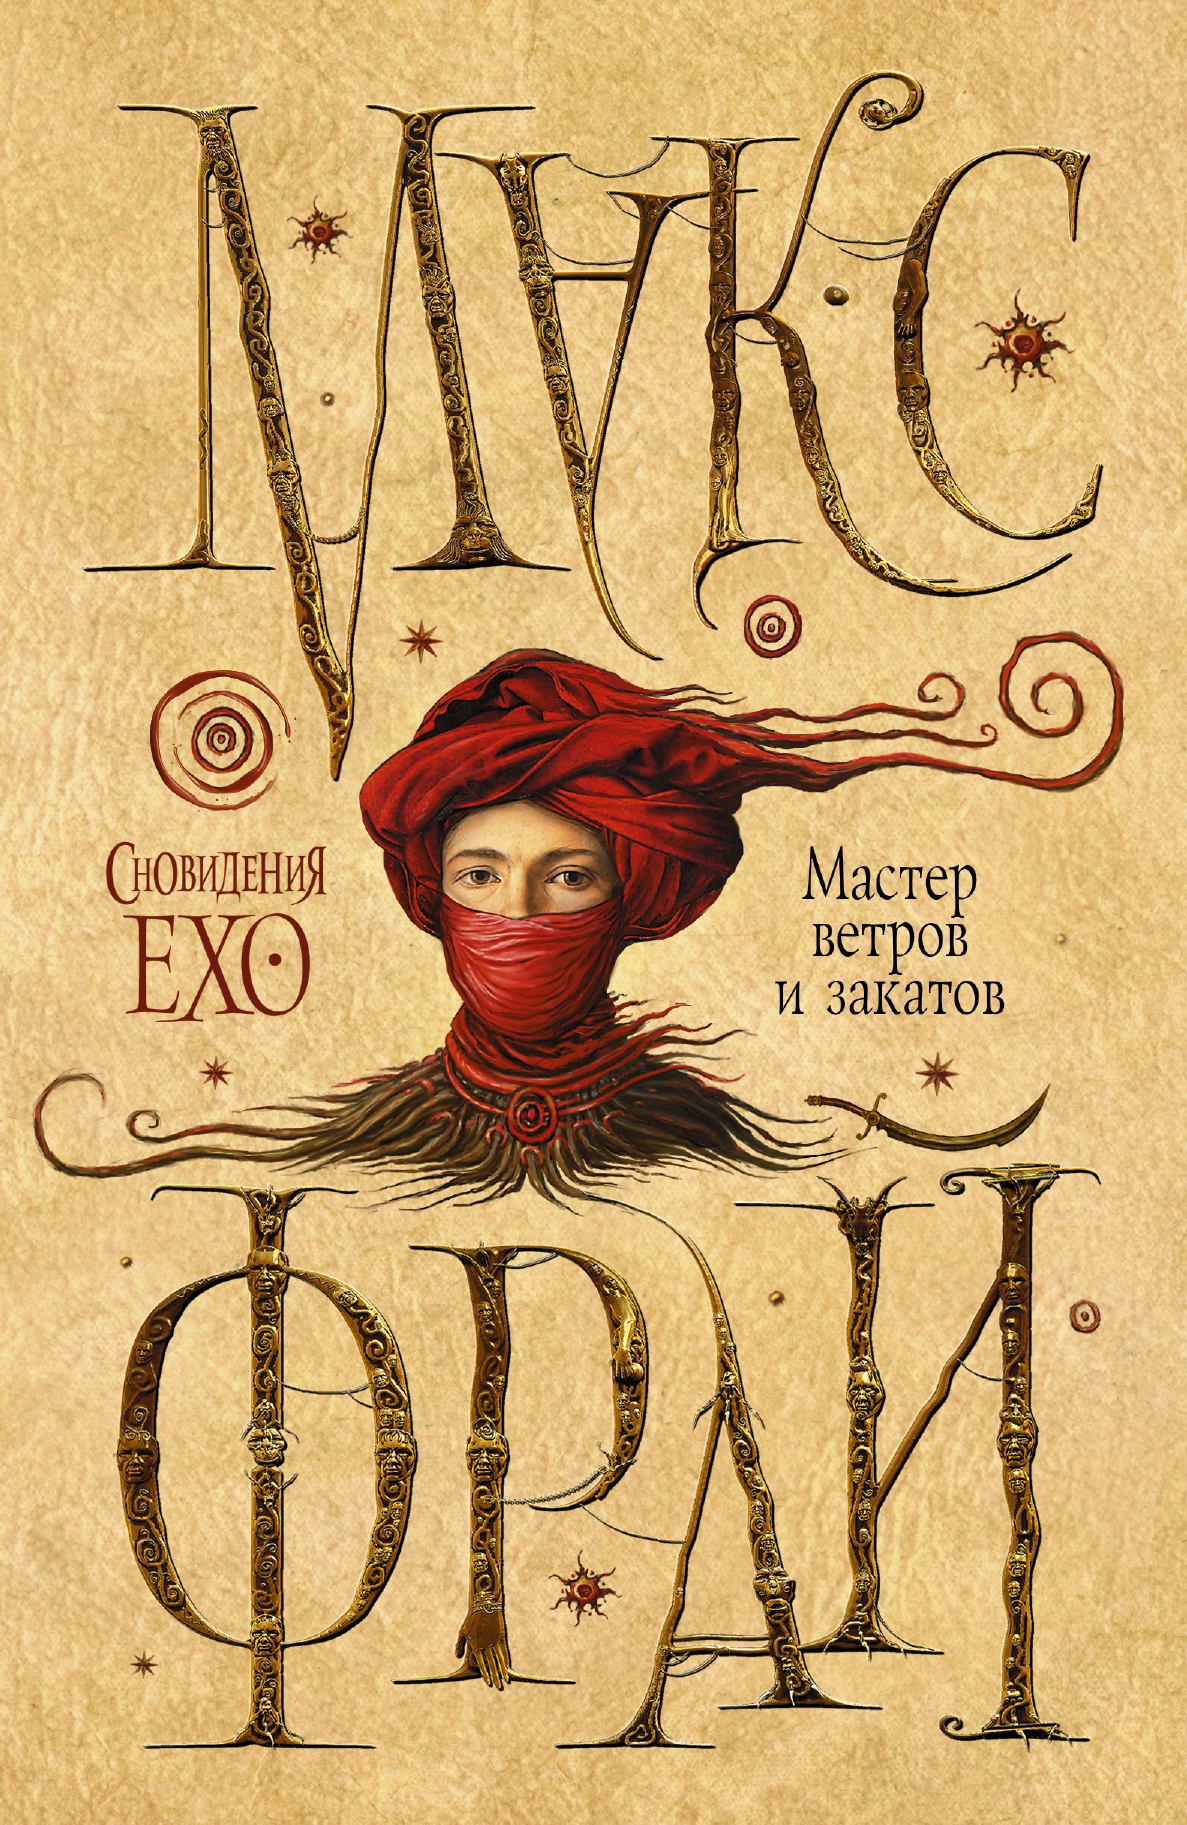 МАКС
Сновидения
ЕХО
Мастер
ветров
и закатов
ФРАЙ